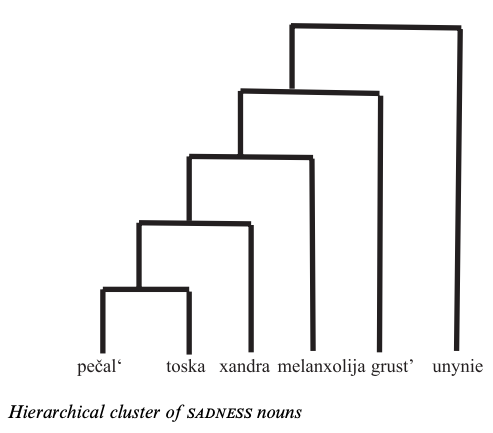 pečal‘ toska xandra melanxolija grust’ unynie
Hierarchical cluster of SADNESS nouns